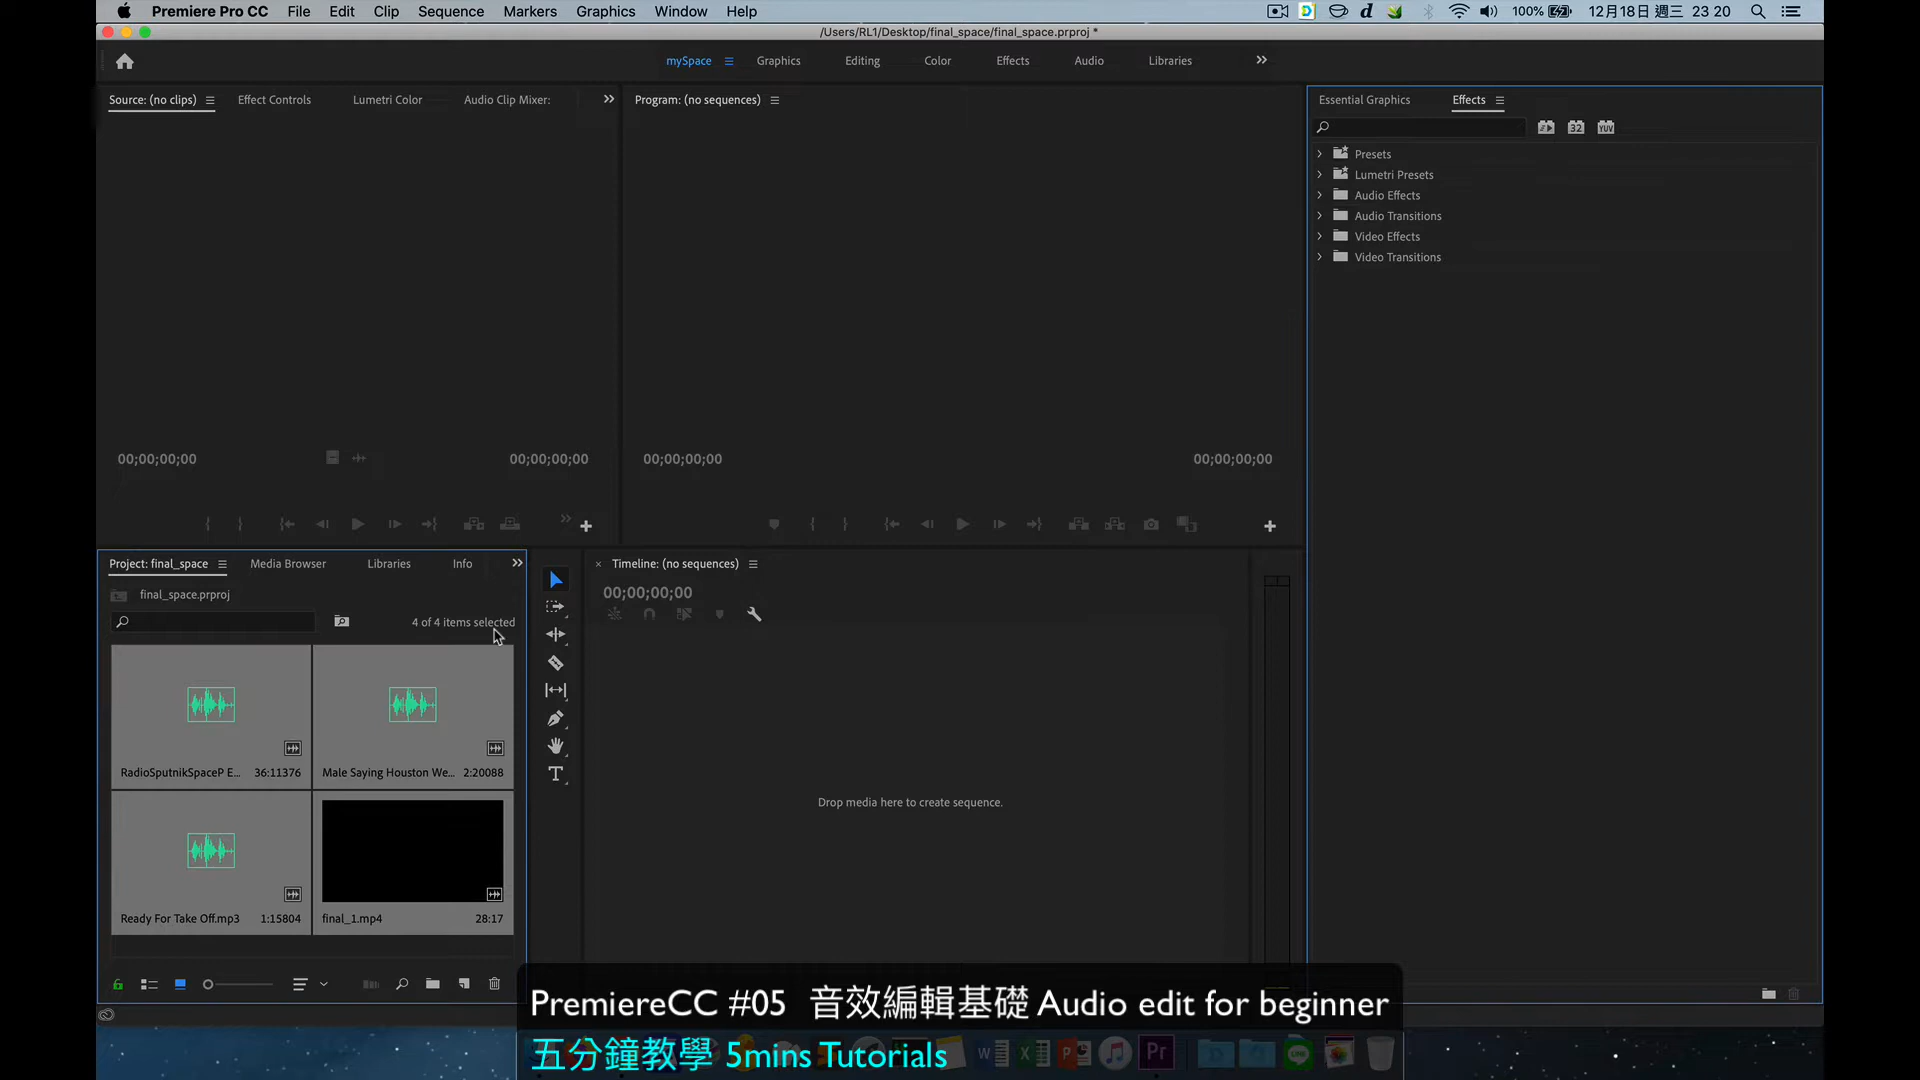 Premiere Pro CC File Edit Clip Sequence Markers Graphics Window Help 100% 12月18日 週三 23 20
/Users/RL1/Desktop/final_space/final_space.prproj *
mySpace Graphics Editing Color Effects Audio Libraries
Source: (no clips) Effect Controls Lumetri Color Audio Clip Mixer:
Program: (no sequences)
Essential Graphics Effects
32 YUV
Presets
Lumetri Presets
Audio Effects
Audio Transitions
Video Effects
Video Transitions
00;00;00;00 00;00;00;00 00;00;00;00 00;00;00;00
Project: final_space Media Browser Libraries Info
Timeline: (no sequences)
00;00;00;00
final_space.prproj
4 of 4 items selected
RadioSputnikSpaceP E... 36:11376 Male Saying Houston We... 2:20088
Drop media here to create sequence.
Ready For Take Off.mp3 1:15804 final_1.mp4 28:17
PremiereCC #05 音效編輯基礎 Audio edit for beginner
五分鐘教學 5mins Tutorials